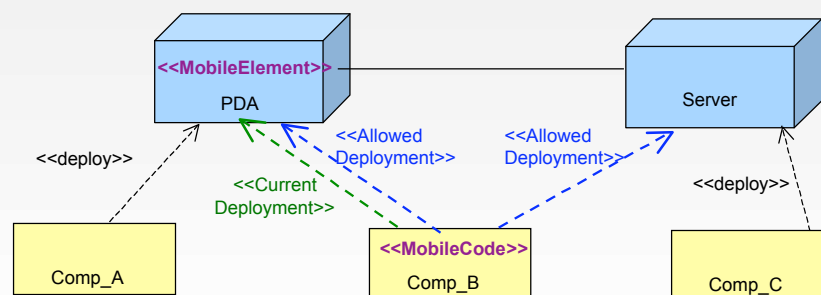 <<MobileElement>>
PDA
Server
<<Allowed
Deployment>>
<<Allowed
Deployment>>
<<deploy>>
<<Current
Deployment>>
<<deploy>>
<<MobileCode>>
Comp_A
Comp_B
Comp_C